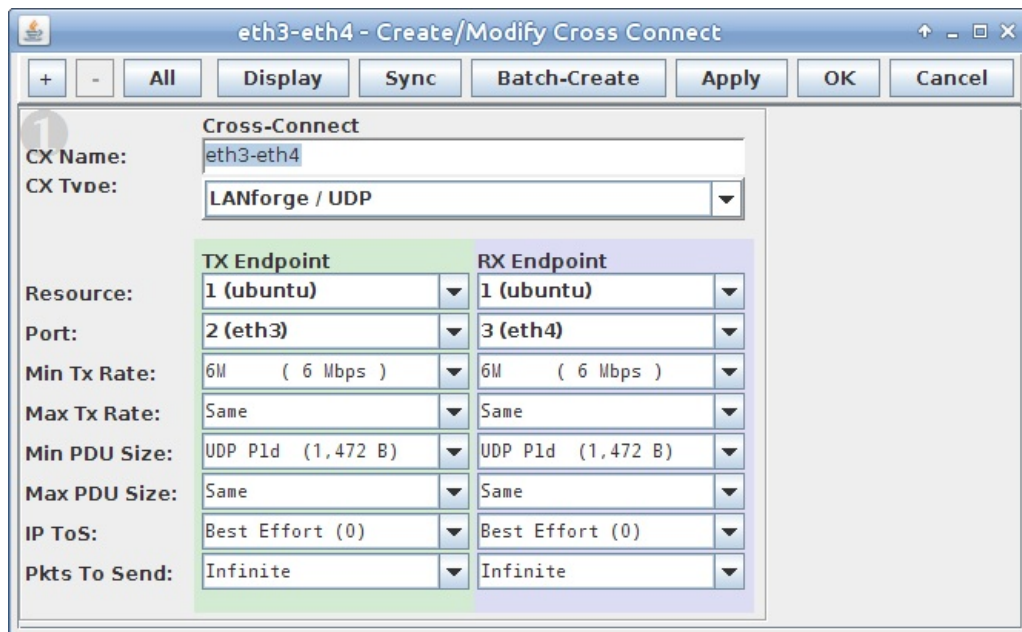 eth3-eth4 - Create/Modify Cross Connect
+ - All Display Sync Batch-Create Apply OK Cancel
1
Cross-Connect
CX Name: eth3-eth4
CX Type: LANforge / UDP
TX Endpoint RX Endpoint
Resource: 1 (ubuntu) 1 (ubuntu)
Port: 2 (eth3) 3 (eth4)
Min Tx Rate: 6M ( 6 Mbps ) 6M ( 6 Mbps )
Max Tx Rate: Same Same
Min PDU Size: UDP Pld (1,472 B) UDP Pld (1,472 B)
Max PDU Size: Same Same
IP ToS: Best Effort (0) Best Effort (0)
Pkts To Send: Infinite Infinite